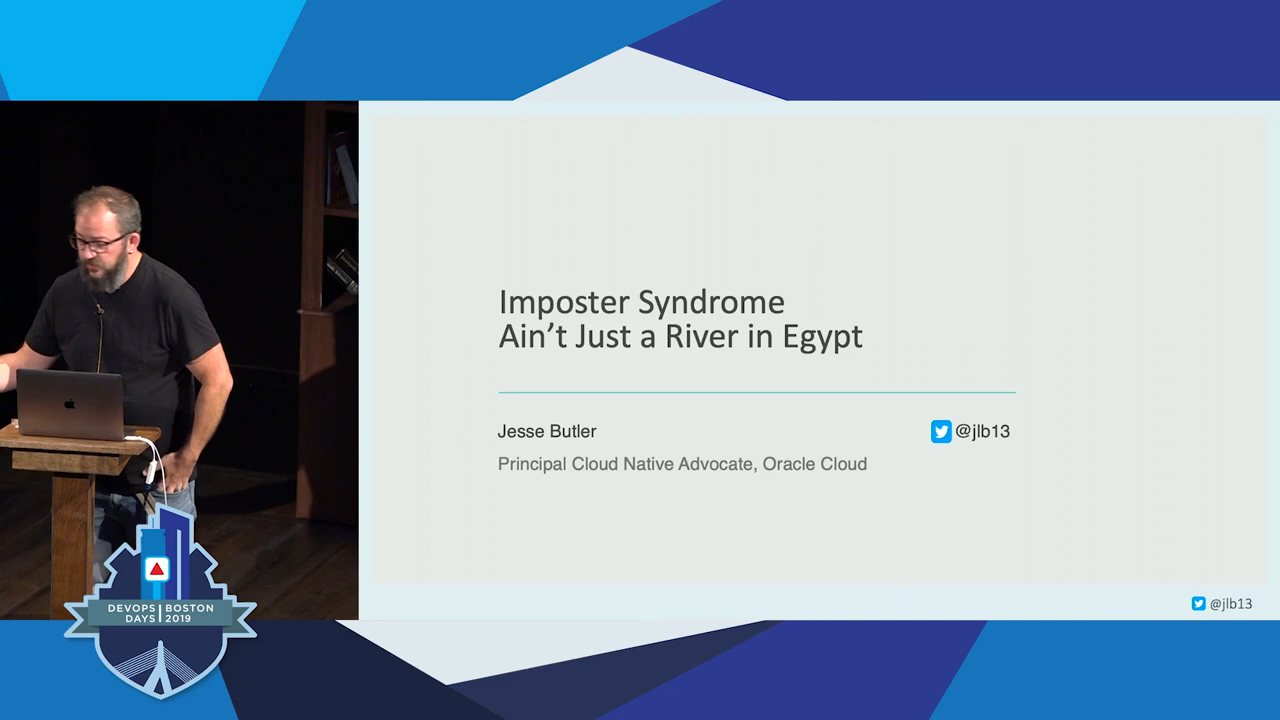 Imposter Syndrome
Ain't Just a River in Egypt
Jesse Butler
@jlb13
Principal Cloud Native Advocate, Oracle Cloud
@jlb13
DEVOPS BOSTON
DAYS 2019